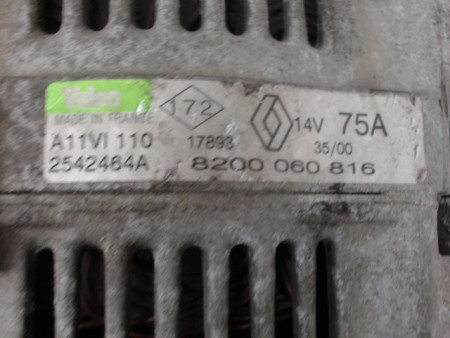 Valeo 172
MADE IN FRANCE 14V 75A
A11VI 110 17893 35/00
2542464A 8200 060 816